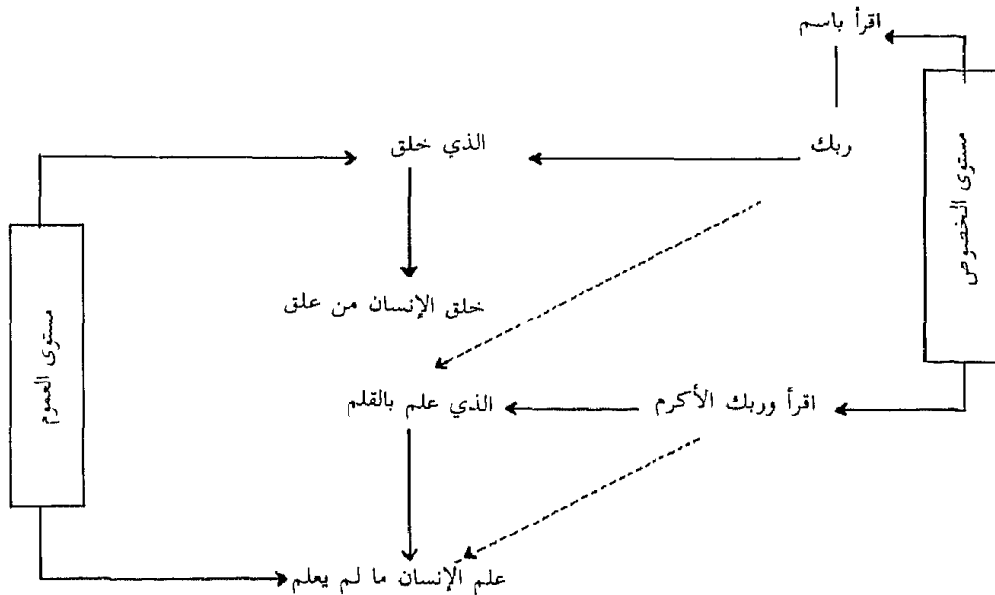 اقرأ باسم
ربك
الذي خلق
خلق الإنسان من علق
اقرأ وربك الأكرم
الذي علم بالقلم
علم الإنسان ما لم يعلم
مستوى الخصوص
مستوى العموم